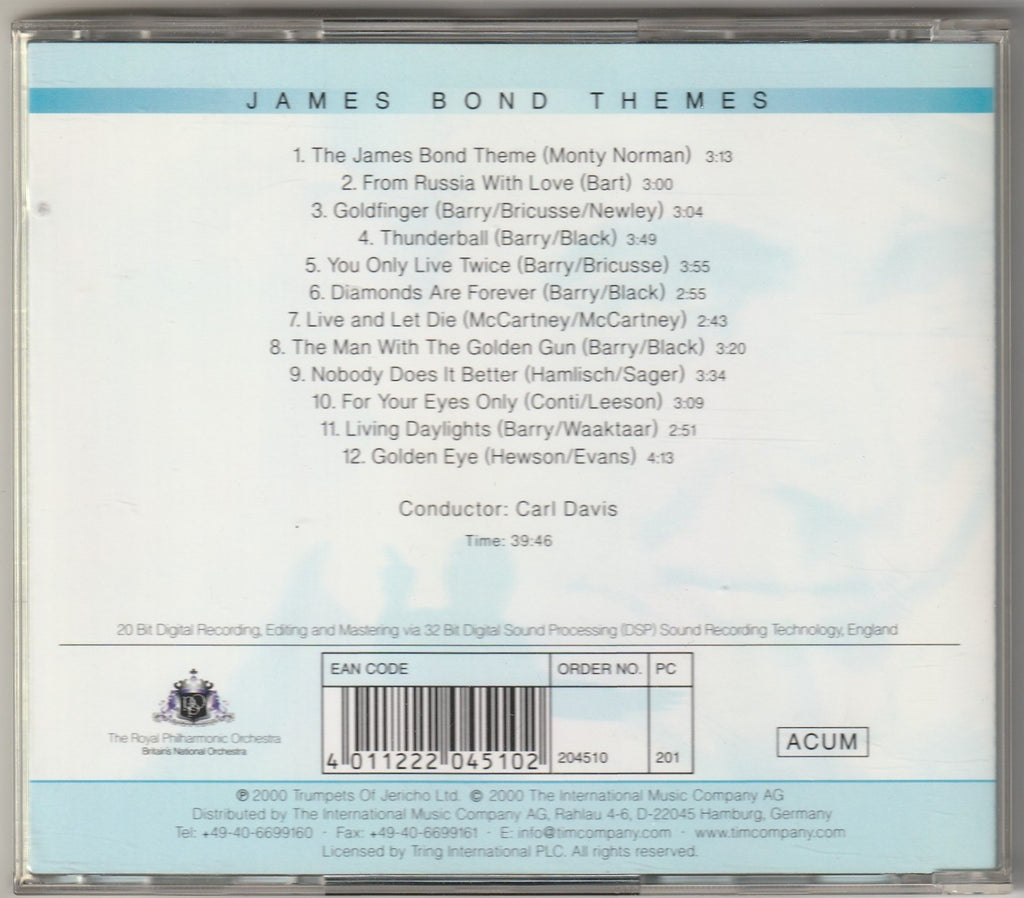 JAMES BOND THEMES
1. The James Bond Theme (Monty Norman) 3:13
2. From Russia With Love (Bart) 3:00
3. Goldfinger (Barry/Bricusse/Newley) 3:04
4. Thunderball (Barry/Black) 3:49
5. You Only Live Twice (Barry/Bricusse) 3:55
6. Diamonds Are Forever (Barry/Black) 2:55
7. Live and Let Die (McCartney/McCartney) 2:43
8. The Man With The Golden Gun (Barry/Black) 3:20
9. Nobody Does It Better (Hamlisch/Sager) 3:34
10. For Your Eyes Only (Conti/Leeson) 3:09
11. Living Daylights (Barry/Waaktaar) 2:51
12. Golden Eye (Hewson/Evans) 4:13
Conductor: Carl Davis
Time: 39:46
20 Bit Digital Recording, Editing and Mastering via 32 Bit Digital Sound Processing (DSP) Sound Recording Technology, England
EAN CODE ORDER NO. PC
4 011222 045102 204510 201
RPO
The Royal Philharmonic Orchestra
Britain's National Orchestra
ACUM
℗ 2000 Trumpets Of Jericho Ltd. © 2000 The International Music Company AG
Distributed by The International Music Company AG, Rahlau 4-6, D-22045 Hamburg, Germany
Tel: +49-40-6699160 · Fax: +49-40-6699161 · E: info@timcompany.com · www.timcompany.com
Licensed by Tring International PLC. All rights reserved.